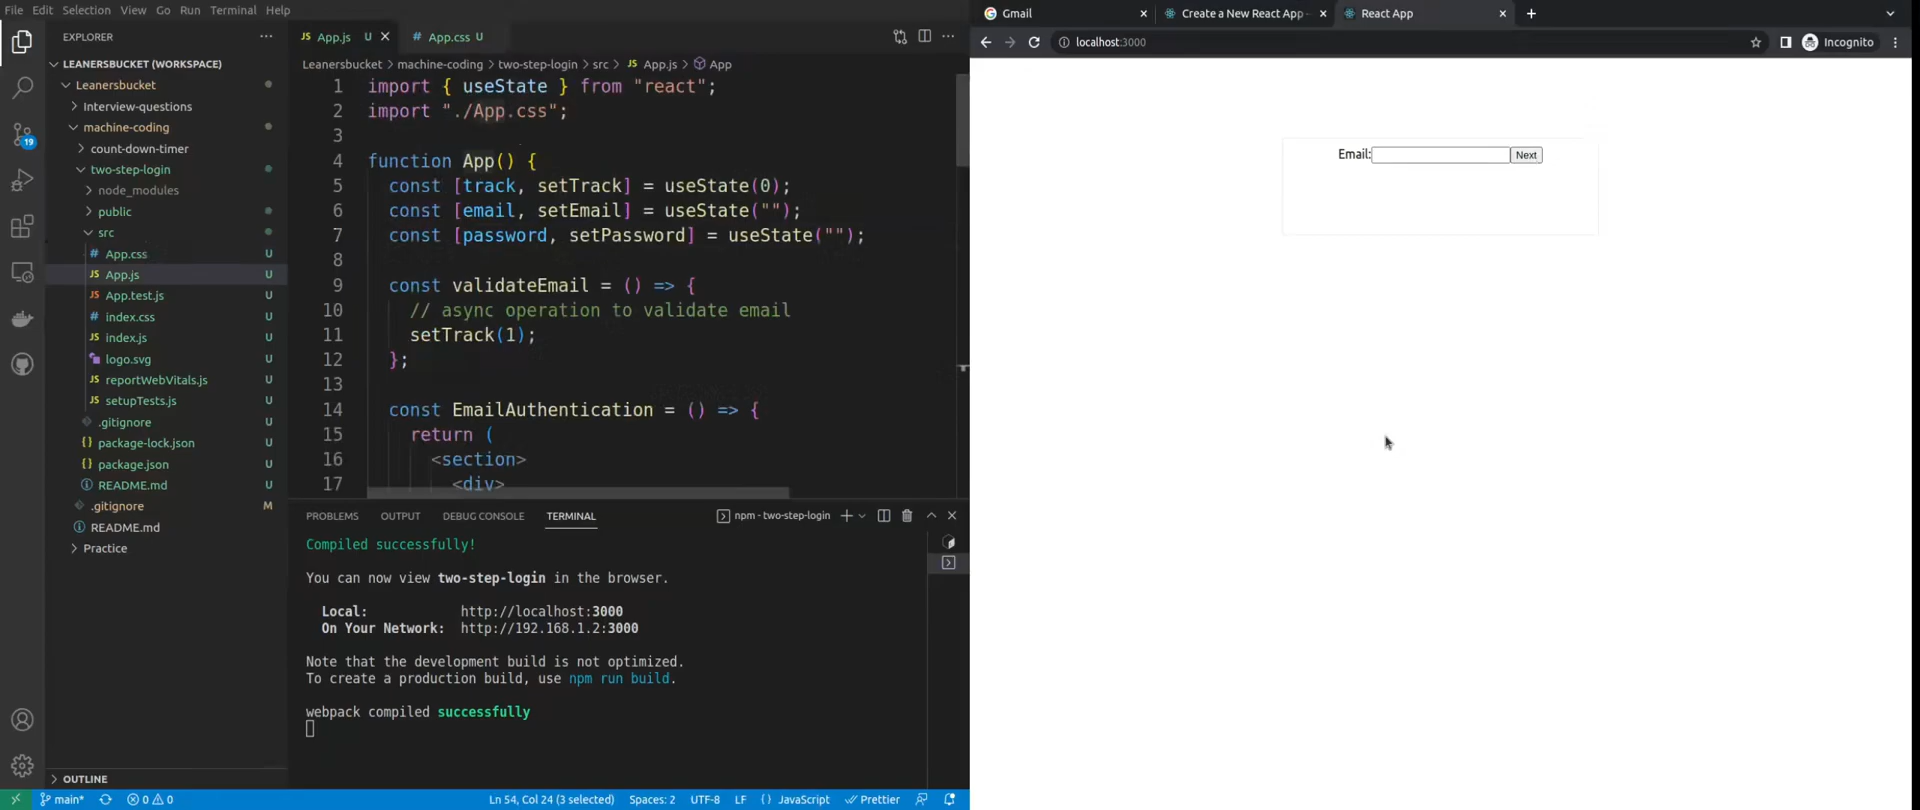 File Edit Selection View Go Run Terminal Help
EXPLORER
LEANERSBUCKET (WORKSPACE)
Leanersbucket
Interview-questions
machine-coding
count-down-timer
two-step-login
node_modules
public
src
# App.css U
JS App.js U
JS App.test.js U
# index.css U
JS index.js U
logo.svg U
JS reportWebVitals.js U
JS setupTests.js U
.gitignore U
{} package-lock.json U
{} package.json U
README.md U
.gitignore M
README.md
Practice
OUTLINE
19
JS App.js U
# App.css U
Leanersbucket > machine-coding > two-step-login > src > JS App.js > App
1 import { useState } from "react";
2 import "./App.css";
3
4 function App() {
5 const [track, setTrack] = useState(0);
6 const [email, setEmail] = useState("");
7 const [password, setPassword] = useState("");
8
9 const validateEmail = () => {
10 // async operation to validate email
11 setTrack(1);
12 };
13
14 const EmailAuthentication = () => {
15 return (
16 <section>
17 <div>
PROBLEMS OUTPUT DEBUG CONSOLE TERMINAL
npm - two-step-login
Compiled successfully!
You can now view two-step-login in the browser.
Local: http://localhost:3000
On Your Network: http://192.168.1.2:3000
Note that the development build is not optimized.
To create a production build, use npm run build.
webpack compiled successfully
main* 0 0 Ln 54, Col 24 (3 selected) Spaces: 2 UTF-8 LF {} JavaScript Prettier
Gmail
Create a New React App -
React App
localhost:3000
Incognito
Email: Next